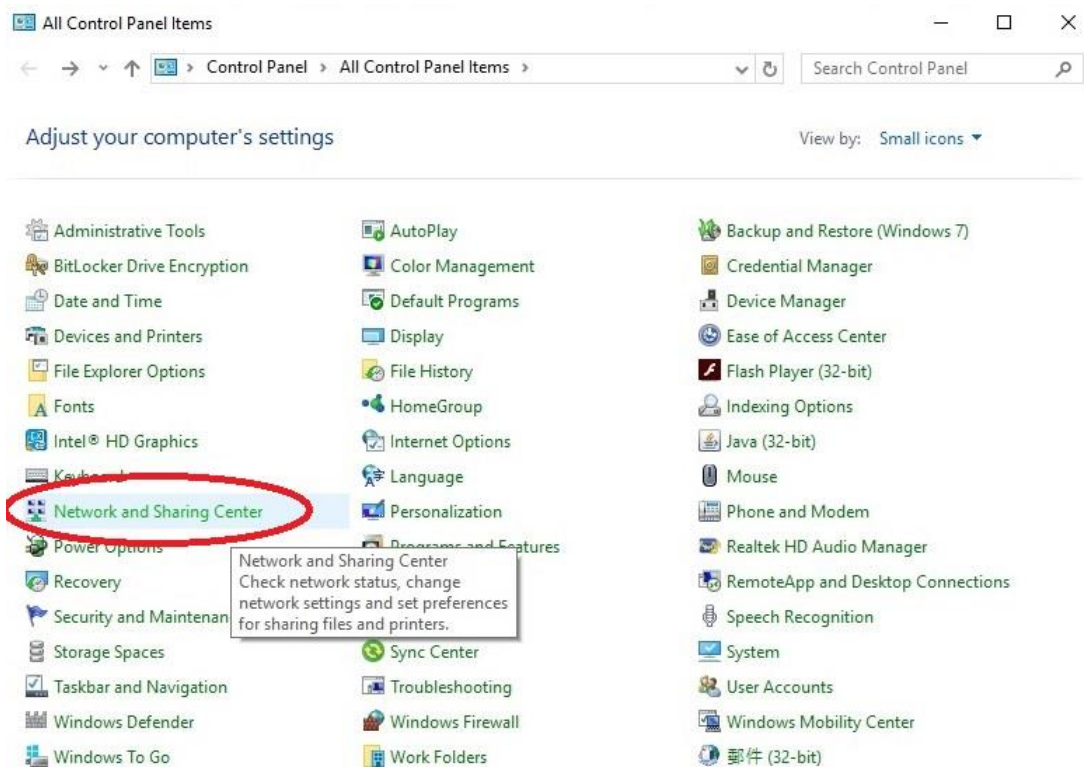 All Control Panel Items
Control Panel > All Control Panel Items >
Search Control Panel
Adjust your computer's settings
View by: Small icons
Administrative Tools
AutoPlay
Backup and Restore (Windows 7)
BitLocker Drive Encryption
Color Management
Credential Manager
Date and Time
Default Programs
Device Manager
Devices and Printers
Display
Ease of Access Center
File Explorer Options
File History
Flash Player (32-bit)
Fonts
HomeGroup
Indexing Options
Intel® HD Graphics
Internet Options
Java (32-bit)
Keyboard
Language
Mouse
Network and Sharing Center
Personalization
Phone and Modem
Power Options
Programs and Features
Realtek HD Audio Manager
Network and Sharing Center
Check network status, change
network settings and set preferences
for sharing files and printers.
Recovery
RemoteApp and Desktop Connections
Security and Maintenan
Speech Recognition
Storage Spaces
Sync Center
System
Taskbar and Navigation
Troubleshooting
User Accounts
Windows Defender
Windows Firewall
Windows Mobility Center
Windows To Go
Work Folders
郵件 (32-bit)